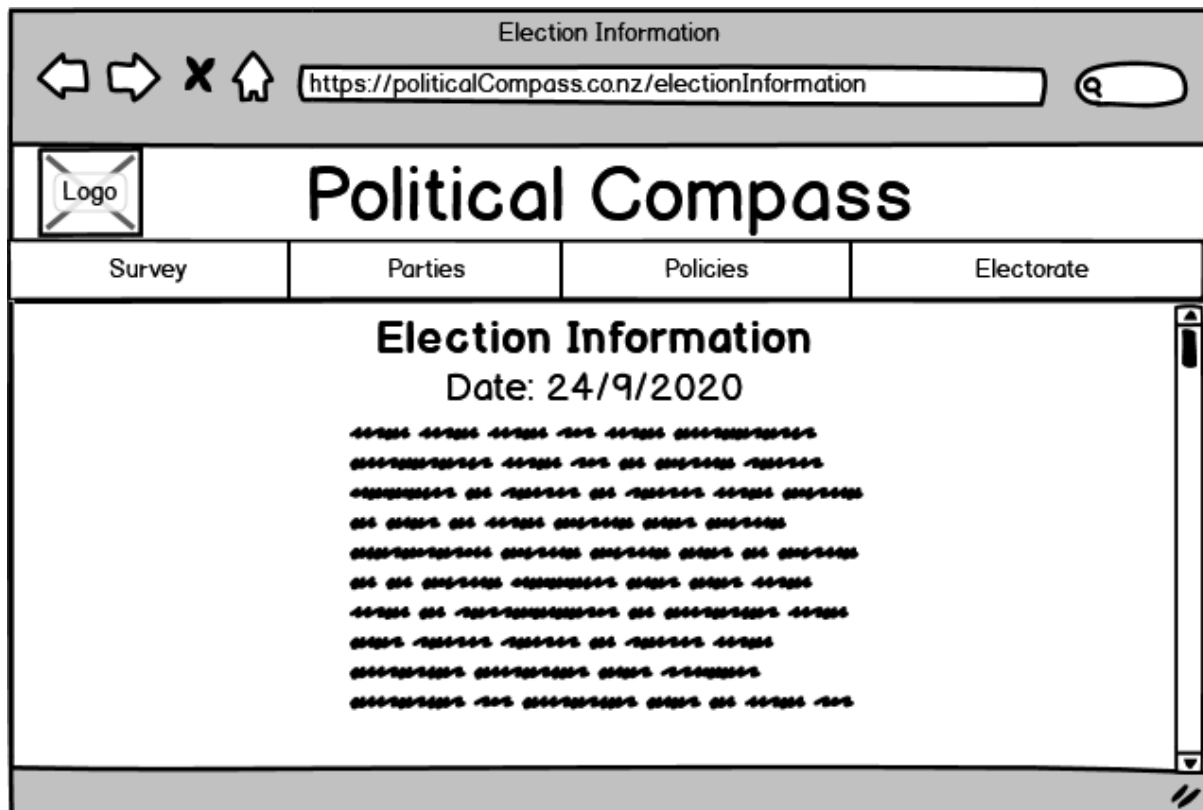 Election Information
https://politicalCompass.co.nz/electionInformation
Logo
Political Compass
Survey Parties Policies Electorate
Election Information
Date: 24/9/2020